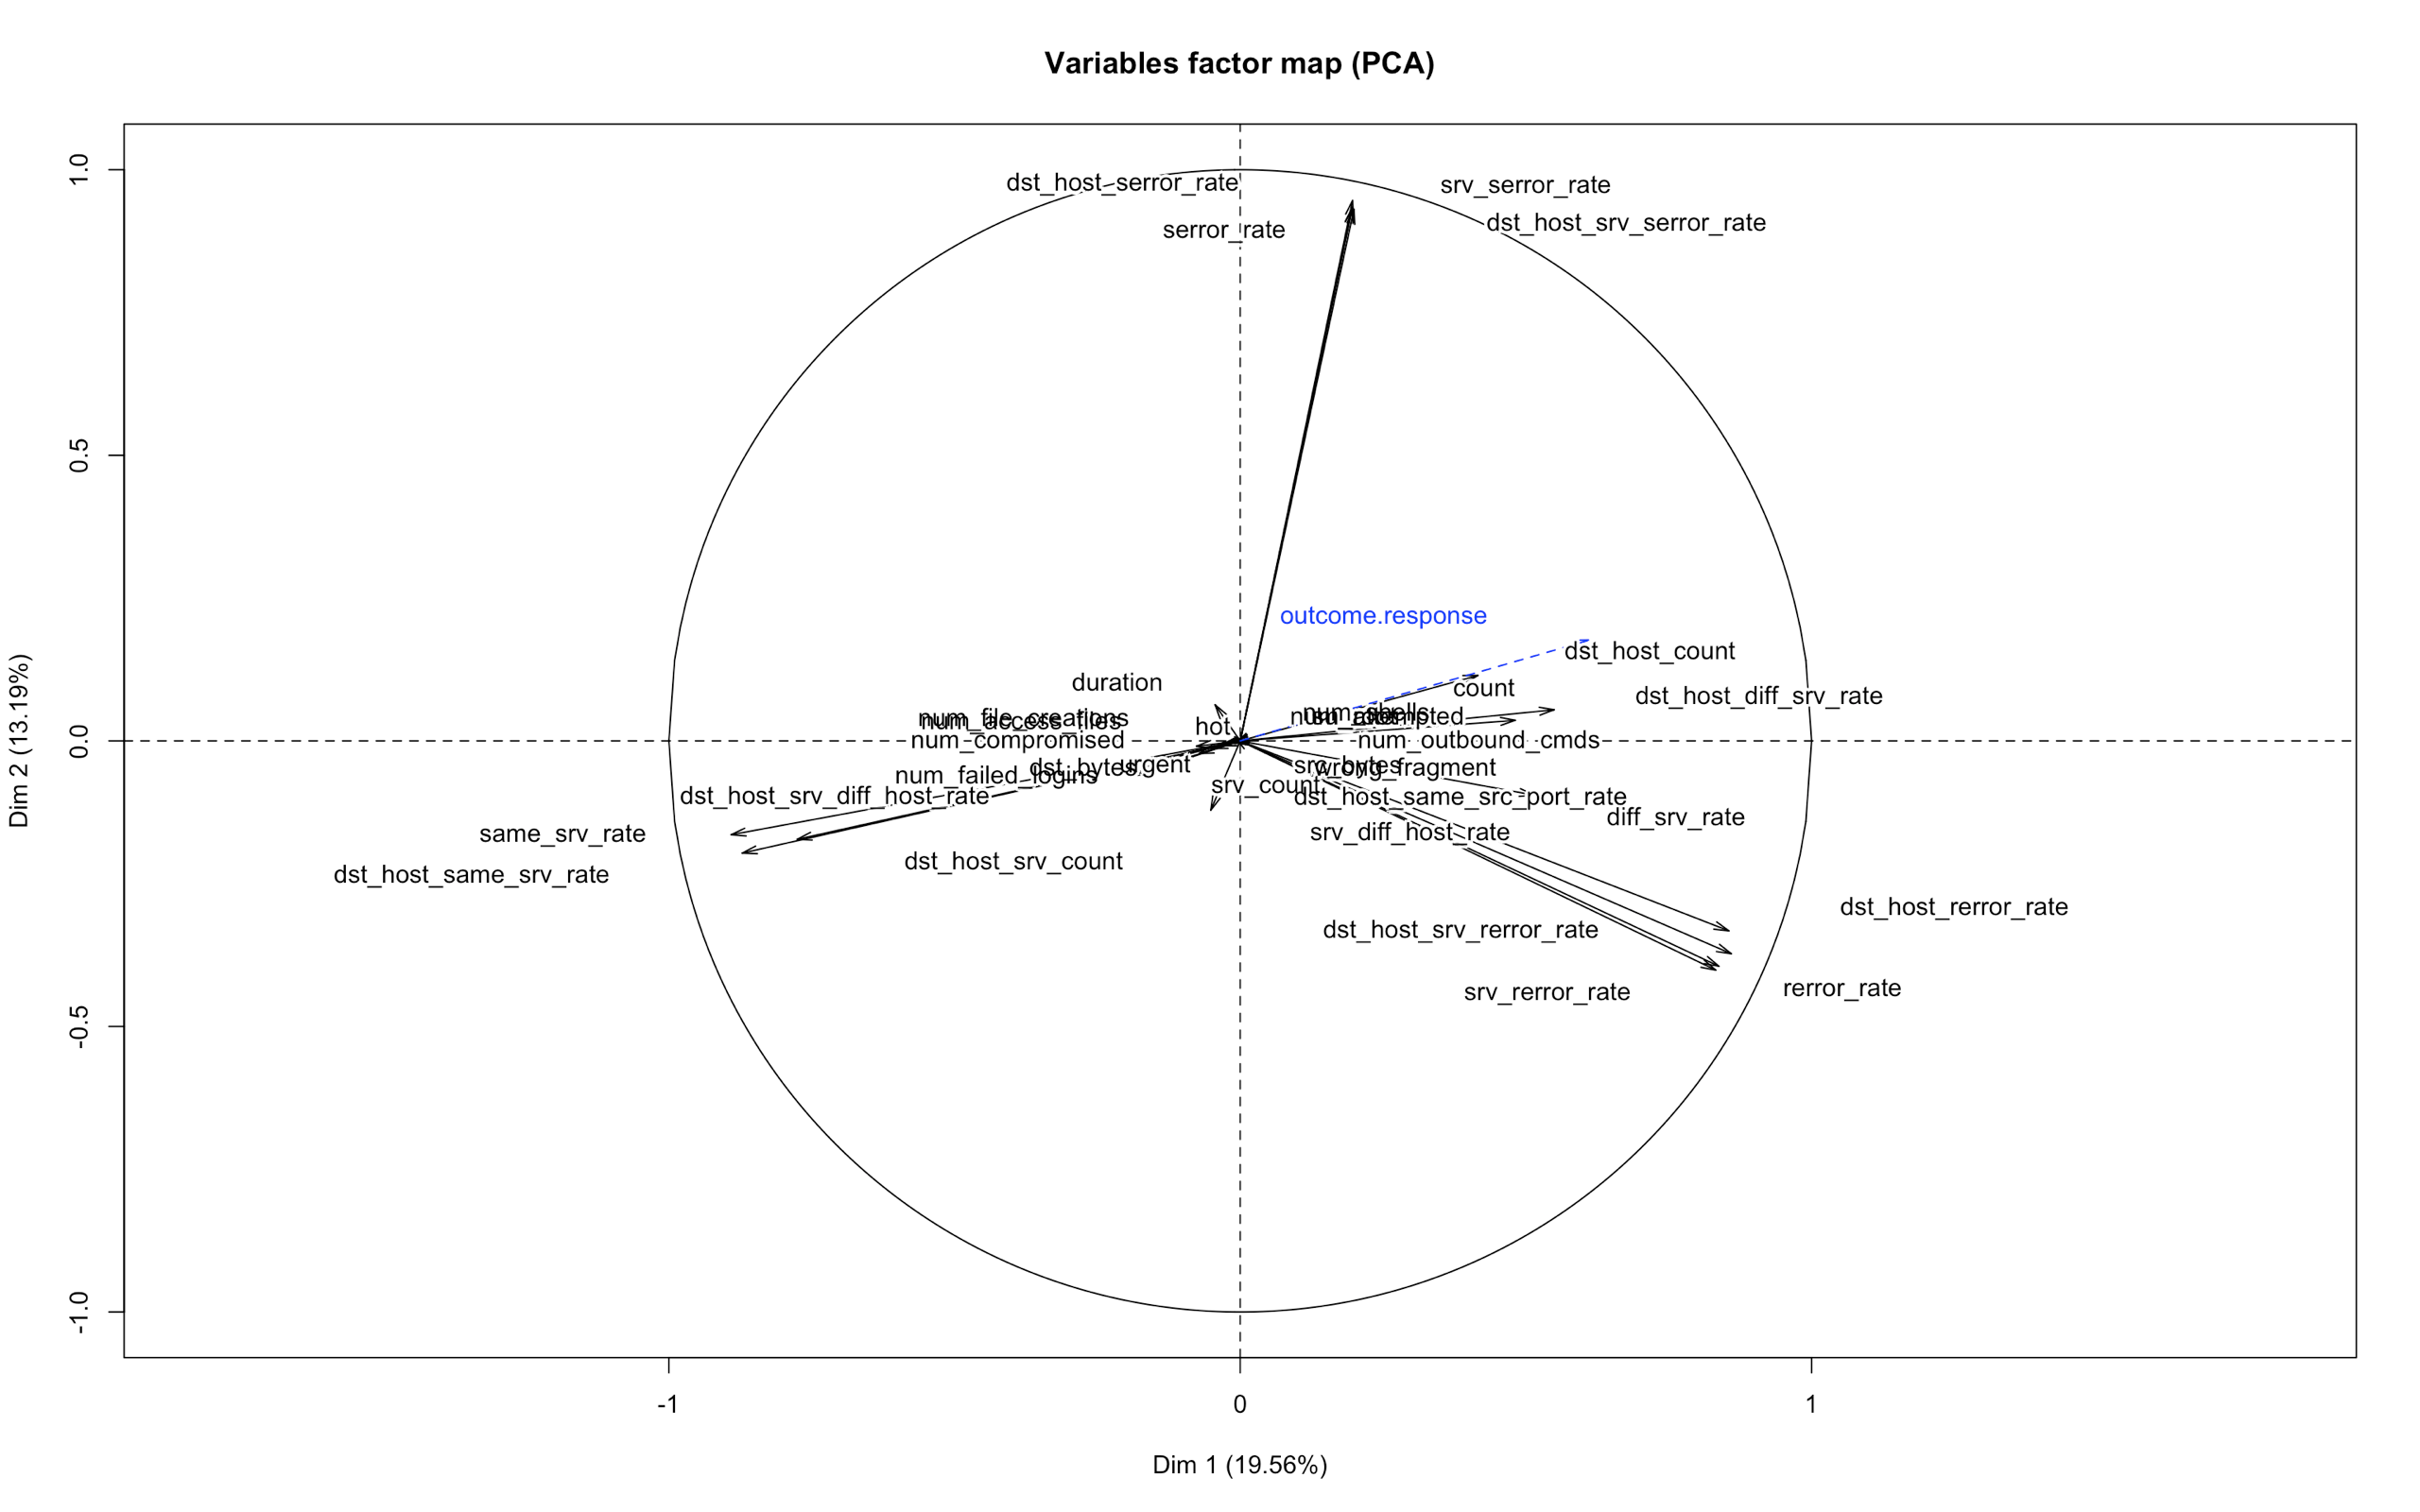 Variables factor map (PCA)
dst_host_serror_rate
srv_serror_rate
dst_host_srv_serror_rate
serror_rate
outcome.response
dst_host_count
duration
count
dst_host_diff_srv_rate
num_file_creations
num_access_files
hot
num_shells
num_compromised
num_outbound_cmds
dst_bytes
urgent
src_bytes
wrong_fragment
num_failed_logins
srv_count
dst_host_srv_diff_host_rate
dst_host_same_src_port_rate
diff_srv_rate
same_srv_rate
srv_diff_host_rate
dst_host_srv_count
dst_host_same_srv_rate
dst_host_rerror_rate
dst_host_srv_rerror_rate
srv_rerror_rate
rerror_rate
1.0
0.5
0.0
-0.5
-1.0
Dim 2 (13.19%)
-1
0
1
Dim 1 (19.56%)